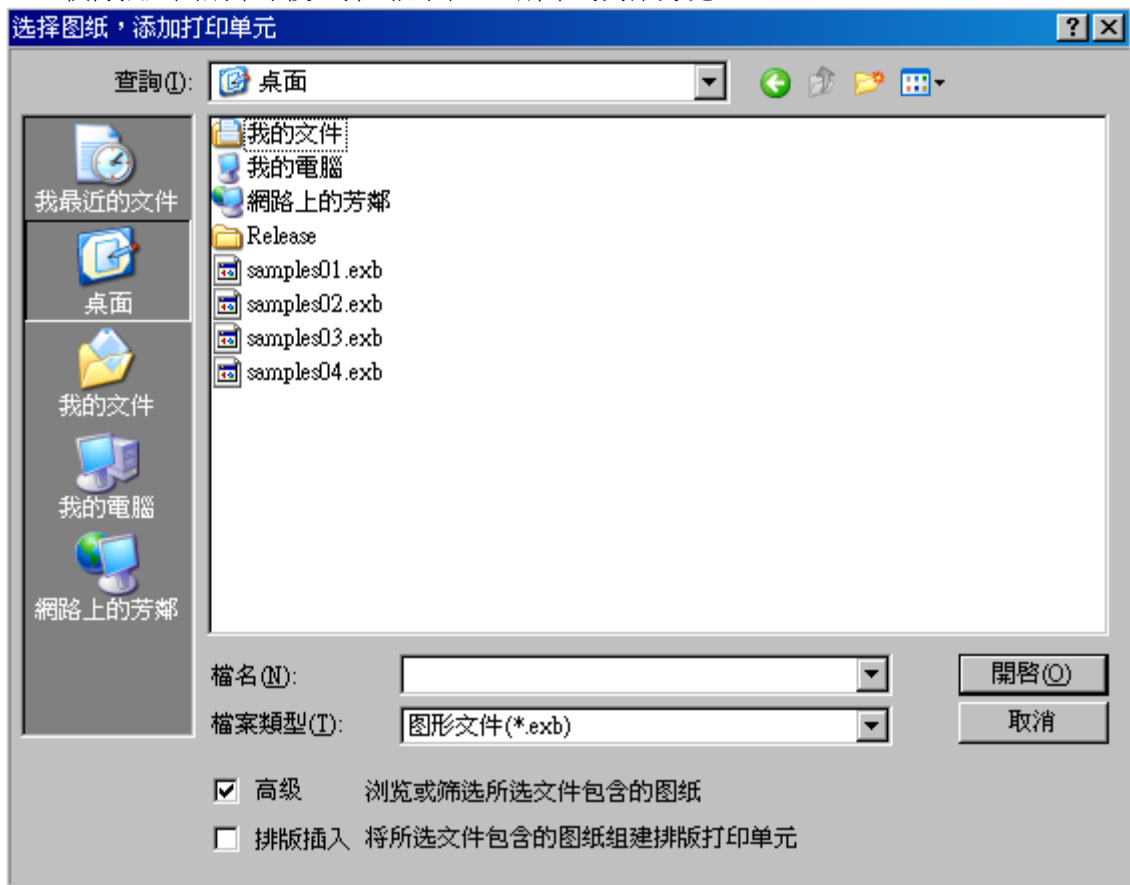 选择图纸，添加打印单元
查詢(I):
桌面
我最近的文件
桌面
我的文件
我的電腦
網路上的芳鄰
我的文件
我的電腦
網路上的芳鄰
Release
samples01.exb
samples02.exb
samples03.exb
samples04.exb
檔名(N):
開啓(O)
檔案類型(T):
图形文件(*.exb)
取消
高级 浏览或筛选所选文件包含的图纸
排版插入 将所选文件包含的图纸组建排版打印单元